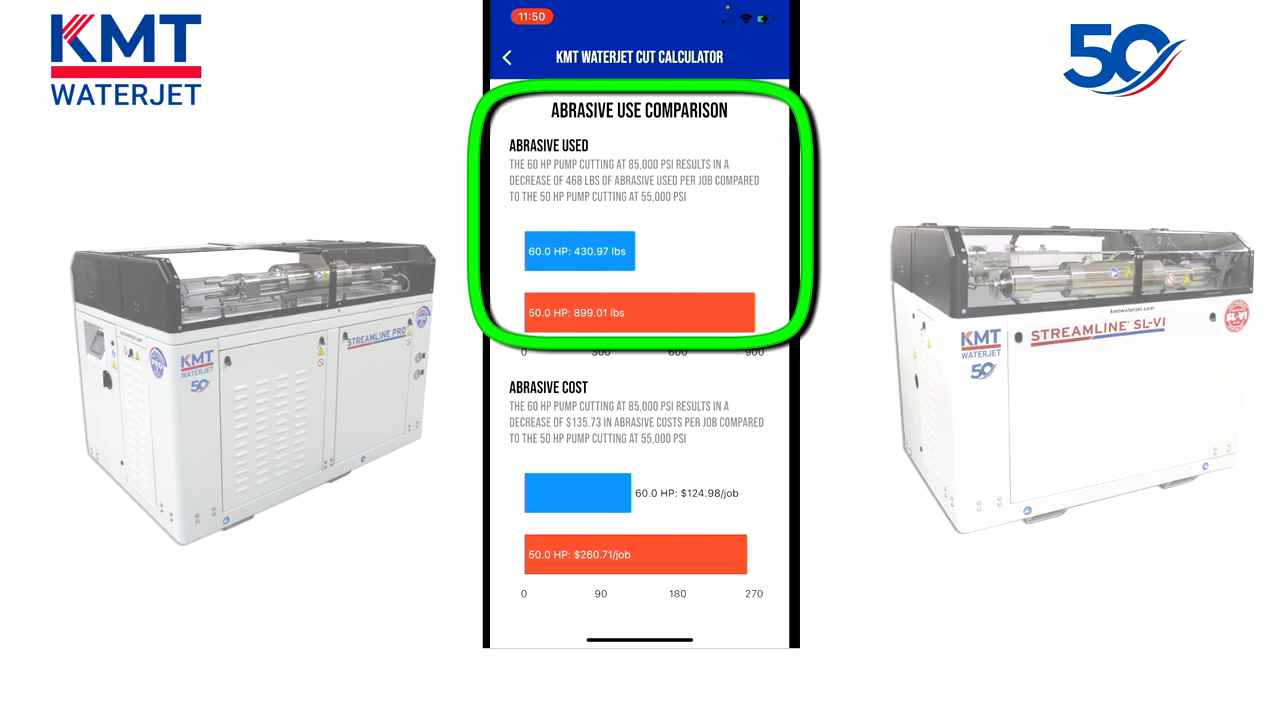 KMT
WATERJET
50
11:50
KMT WATERJET CUT CALCULATOR
ABRASIVE USE COMPARISON
ABRASIVE USED
THE 60 HP PUMP CUTTING AT 85,000 PSI RESULTS IN A
DECREASE OF 468 LBS OF ABRASIVE USED PER JOB COMPARED
TO THE 50 HP PUMP CUTTING AT 55,000 PSI
60.0 HP: 430.97 lbs
50.0 HP: 899.01 lbs
0 300 600 900
ABRASIVE COST
THE 60 HP PUMP CUTTING AT 85,000 PSI RESULTS IN A
DECREASE OF $135.73 IN ABRASIVE COSTS PER JOB COMPARED
TO THE 50 HP PUMP CUTTING AT 55,000 PSI
60.0 HP: $124.98/job
50.0 HP: $260.71/job
0 90 180 270
STREAMLINE PRO
KMT
WATERJET
50
kmtwaterjet.com
STREAMLINE SL-VI
SL-VI
KMT
WATERJET
50